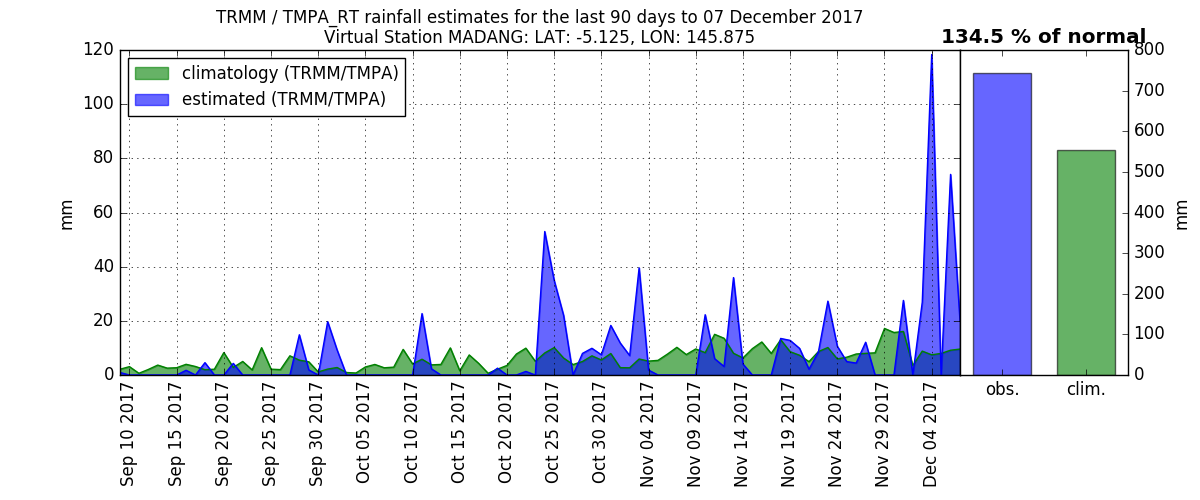 TRMM / TMPA_RT rainfall estimates for the last 90 days to 07 December 2017
Virtual Station MADANG: LAT: -5.125, LON: 145.875
134.5 % of normal
climatology (TRMM/TMPA)
estimated (TRMM/TMPA)
120
100
80
60
40
20
0
mm
800
700
600
500
400
300
200
100
0
mm
Sep 10 2017
Sep 15 2017
Sep 20 2017
Sep 25 2017
Sep 30 2017
Oct 05 2017
Oct 10 2017
Oct 15 2017
Oct 20 2017
Oct 25 2017
Oct 30 2017
Nov 04 2017
Nov 09 2017
Nov 14 2017
Nov 19 2017
Nov 24 2017
Nov 29 2017
Dec 04 2017
obs.
clim.